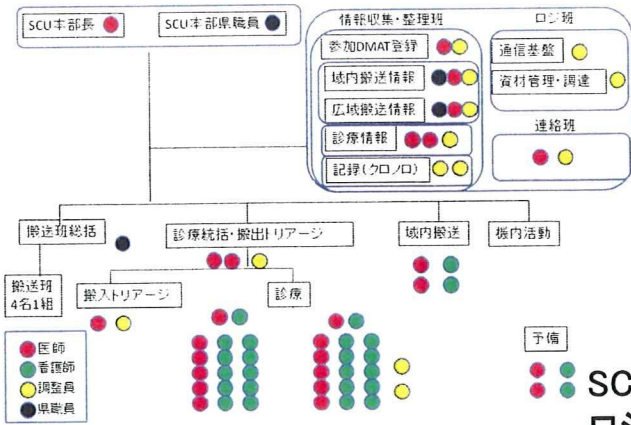 SCU本部長
SCU本部県職員
情報収集・整理班
参加DMAT登録
域内搬送情報
広域搬送情報
診療情報
記録(クロノロ)
ロジ班
通信基盤
資材管理・調達
連絡班
搬送班総括
診療統括・搬出トリアージ
域内搬送
機内活動
搬送班
4名1組
搬入トリアージ
診療
医師
看護師
調整員
県職員
予備
SC